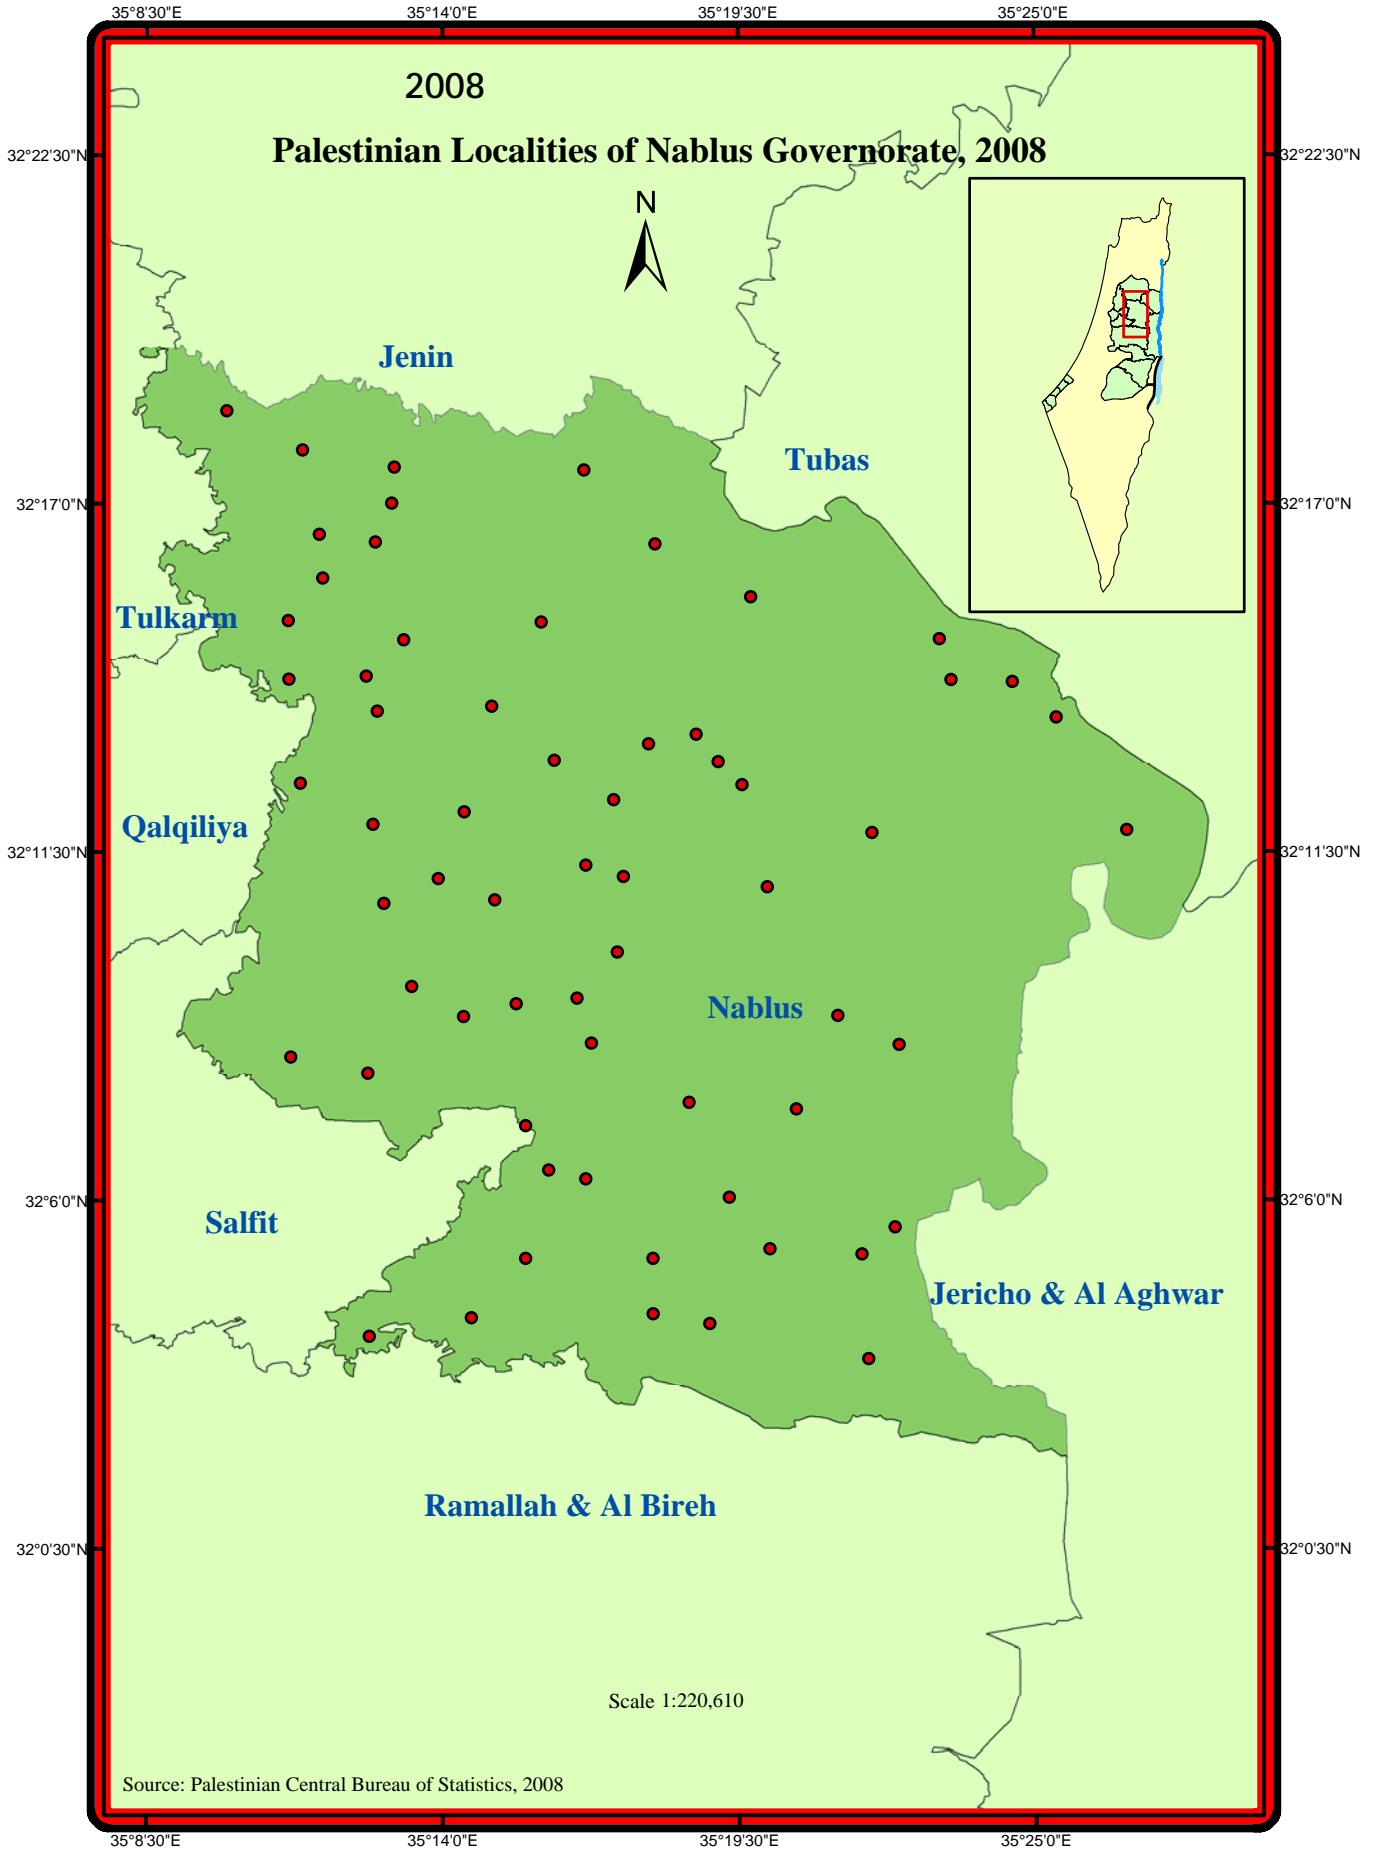 35°8'30"E 35°14'0"E 35°19'30"E 35°25'0"E
2008
Palestinian Localities of Nablus Governorate, 2008
32°22'30"N 32°22'30"N
N
Jenin
Tubas
32°17'0"N 32°17'0"N
Tulkarm
Qalqiliya
32°11'30"N 32°11'30"N
Nablus
32°6'0"N 32°6'0"N
Salfit
Jericho & Al Aghwar
Ramallah & Al Bireh
32°0'30"N 32°0'30"N
Scale 1:220,610
Source: Palestinian Central Bureau of Statistics, 2008
35°8'30"E 35°14'0"E 35°19'30"E 35°25'0"E